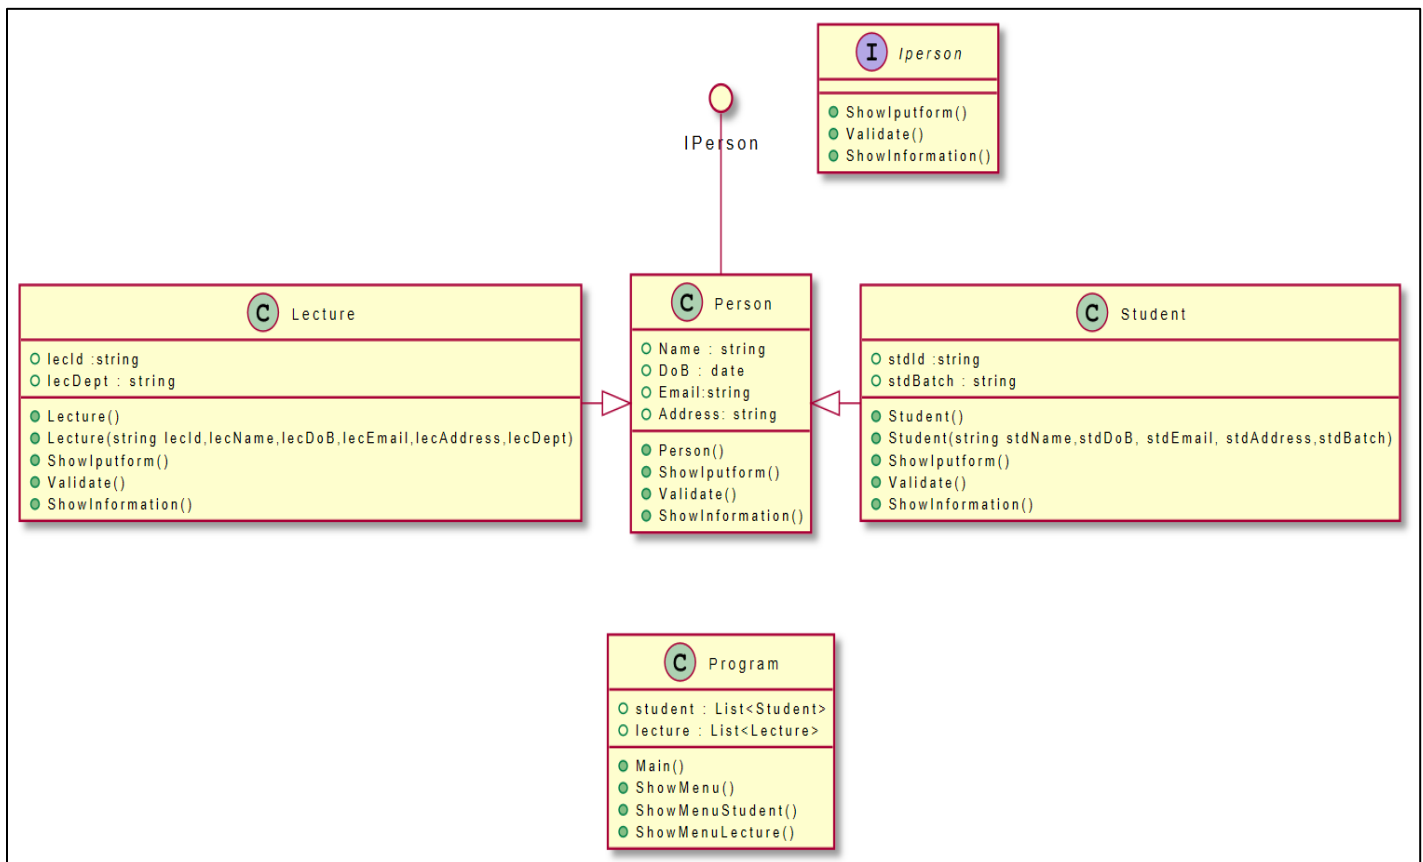 I Iperson
ShowIputform()
Validate()
ShowInformation()
IPerson
C Lecture
lecId :string
lecDept : string
Lecture()
Lecture(string lecId,lecName,lecDoB,lecEmail,lecAddress,lecDept)
ShowIputform()
Validate()
ShowInformation()
C Person
Name : string
DoB : date
Email:string
Address: string
Person()
ShowIputform()
Validate()
ShowInformation()
C Student
stdId :string
stdBatch : string
Student()
Student(string stdName,stdDoB, stdEmail, stdAddress,stdBatch)
ShowIputform()
Validate()
ShowInformation()
C Program
student : List<Student>
lecture : List<Lecture>
Main()
ShowMenu()
ShowMenuStudent()
ShowMenuLecture()